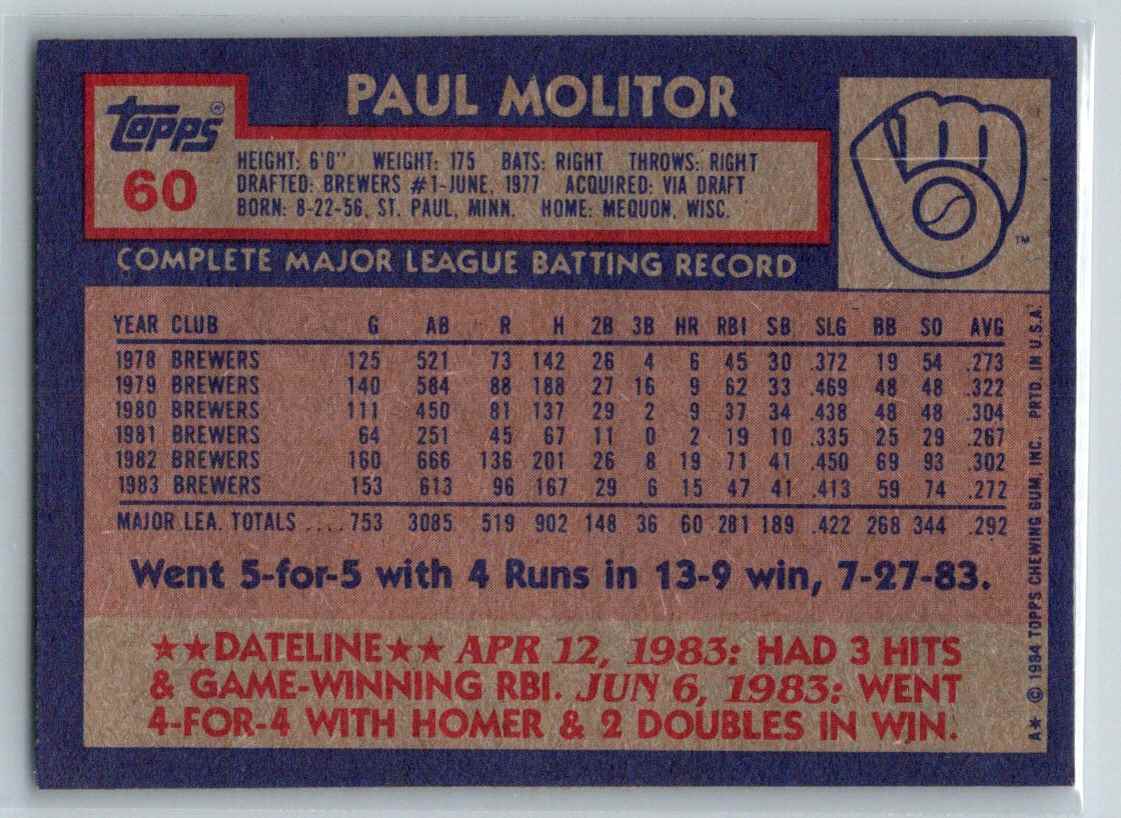 PAUL MOLITOR
Topps®
60
HEIGHT: 6'0" WEIGHT: 175 BATS: RIGHT THROWS: RIGHT
DRAFTED: BREWERS #1-JUNE, 1977 ACQUIRED: VIA DRAFT
BORN: 8-22-56, ST. PAUL, MINN. HOME: MEQUON, WISC.
TM
COMPLETE MAJOR LEAGUE BATTING RECORD
YEAR CLUB G AB R H 2B 3B HR RBI SB SLG BB SO AVG
1978 BREWERS 125 521 73 142 26 4 6 45 30 .372 19 54 .273
1979 BREWERS 140 584 88 188 27 16 9 62 33 .469 48 48 .322
1980 BREWERS 111 450 81 137 29 2 9 37 34 .438 48 48 .304
1981 BREWERS 64 251 45 67 11 0 2 19 10 .335 25 29 .267
1982 BREWERS 160 666 136 201 26 8 19 71 41 .450 69 93 .302
1983 BREWERS 153 613 96 167 29 6 15 47 41 .413 59 74 .272
MAJOR LEA. TOTALS ....753 3085 519 902 148 36 60 281 189 .422 268 344 .292
Went 5-for-5 with 4 Runs in 13-9 win, 7-27-83.
★★DATELINE★★ APR 12, 1983: HAD 3 HITS
& GAME-WINNING RBI. JUN 6, 1983: WENT
4-FOR-4 WITH HOMER & 2 DOUBLES IN WIN.
A★ © 1984 TOPPS CHEWING GUM, INC. PRTD. IN U.S.A.